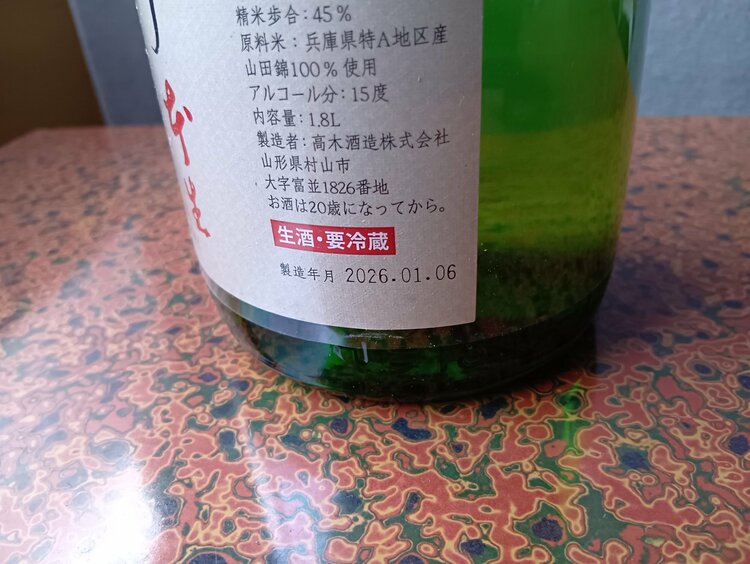 精米歩合:45%
原料米:兵庫県特A地区産
山田錦100%使用
アルコール分:15度
内容量:1.8L
製造者:高木酒造株式会社
山形県村山市
大字富並1826番地
お酒は20歳になってから。
生酒・要冷蔵
製造年月 2026.01.06